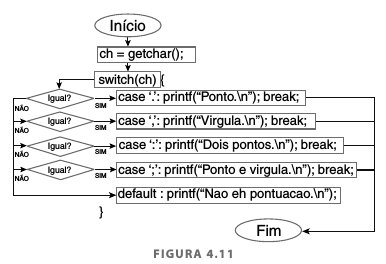 Início
ch = getchar();
switch(ch) {
Igual? SIM case ‘.’: printf(“Ponto.\n”); break;
NÃO
Igual? SIM case ‘,’: printf(“Virgula.\n”); break;
NÃO
Igual? SIM case ‘:’: printf(“Dois pontos.\n”); break;
NÃO
Igual? SIM case ‘;’: printf(“Ponto e virgula.\n”); break;
NÃO
default : printf(“Nao eh pontuacao.\n”);
}
Fim
FIGURA 4.11